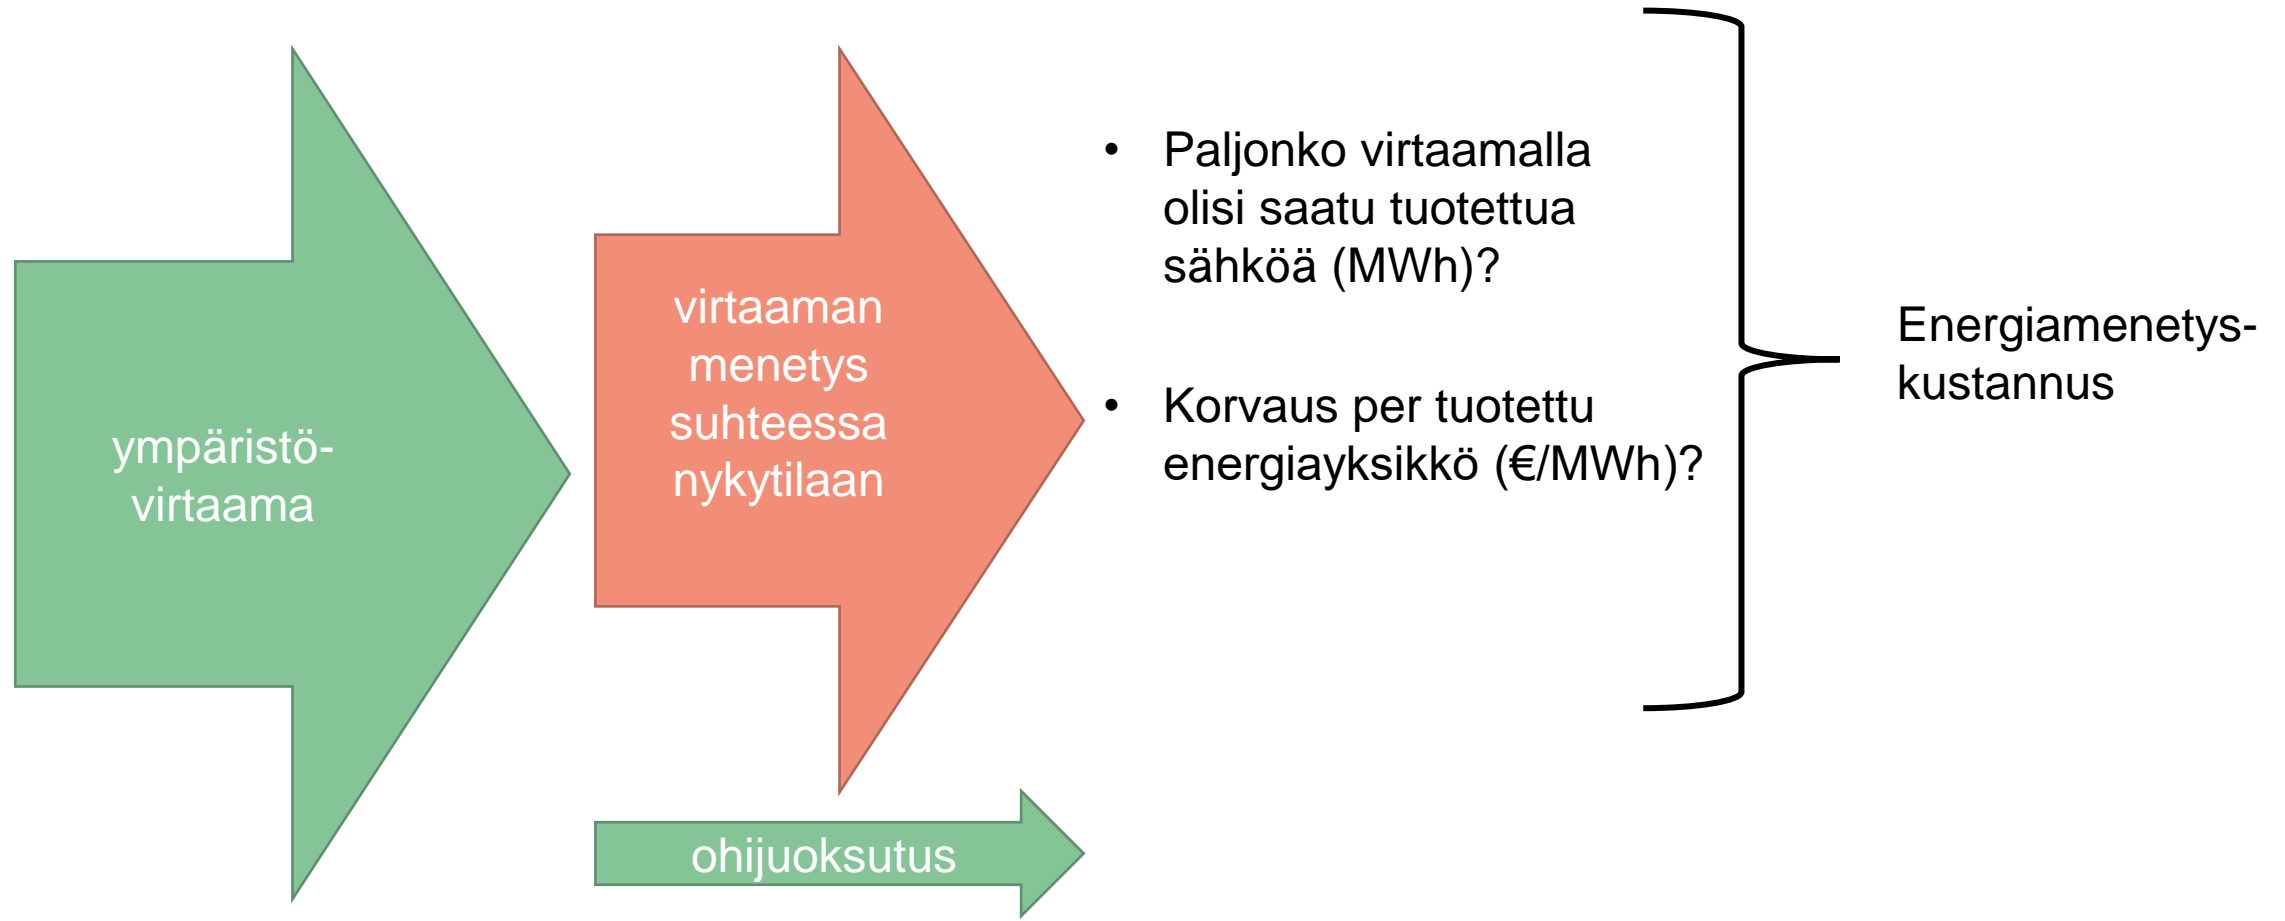 ympäristö-
virtaama
virtaaman
menetys
suhteessa
nykytilaan
ohijuoksutus
• Paljonko virtaamalla
olisi saatu tuotettua
sähköä (MWh)?
• Korvaus per tuotettu
energiayksikkö (€/MWh)?
Energiamenetys-
kustannus